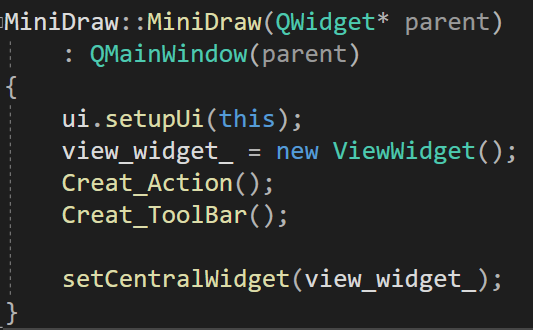 MiniDraw::MiniDraw(QWidget* parent)
    : QMainWindow(parent)
{
    ui.setupUi(this);
    view_widget_ = new ViewWidget();
    Creat_Action();
    Creat_ToolBar();

    setCentralWidget(view_widget_);
}